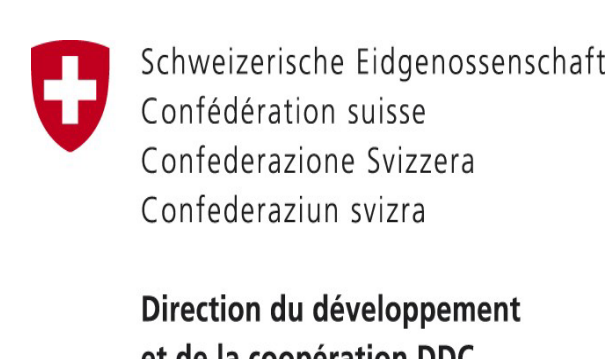 Schweizerische Eidgenossenschaft
Confédération suisse
Confederazione Svizzera
Confederaziun svizra
Direction du développement
et de la coopération DDC